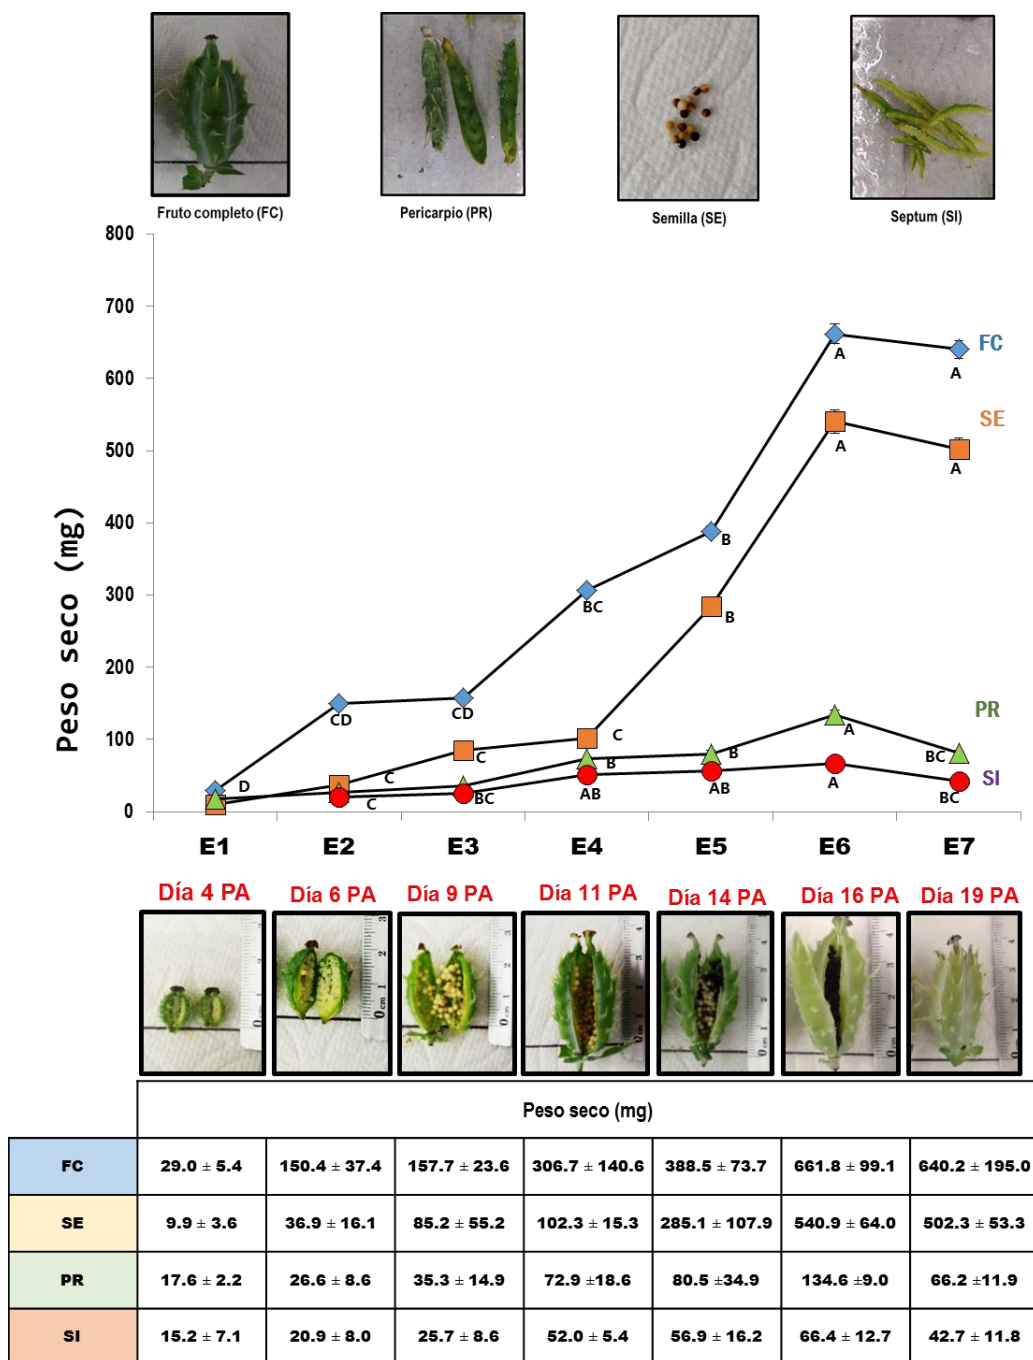 Fruto completo (FC)
Pericarpio (PR)
Semilla (SE)
Septum (SI)
Peso seco (mg)
800
700
600
500
400
300
200
100
0
FC
SE
PR
SI
D
CD
CD
BC
B
A
A
C
C
C
B
A
A
B
B
A
BC
C
BC
AB
AB
A
BC
E1 E2 E3 E4 E5 E6 E7
Día 4 PA Día 6 PA Día 9 PA Día 11 PA Día 14 PA Día 16 PA Día 19 PA
Peso seco (mg)
FC 29.0 ± 5.4 150.4 ± 37.4 157.7 ± 23.6 306.7 ± 140.6 388.5 ± 73.7 661.8 ± 99.1 640.2 ± 195.0
SE 9.9 ± 3.6 36.9 ± 16.1 85.2 ± 55.2 102.3 ± 15.3 285.1 ± 107.9 540.9 ± 64.0 502.3 ± 53.3
PR 17.6 ± 2.2 26.6 ± 8.6 35.3 ± 14.9 72.9 ±18.6 80.5 ±34.9 134.6 ±9.0 66.2 ±11.9
SI 15.2 ± 7.1 20.9 ± 8.0 25.7 ± 8.6 52.0 ± 5.4 56.9 ± 16.2 66.4 ± 12.7 42.7 ± 11.8